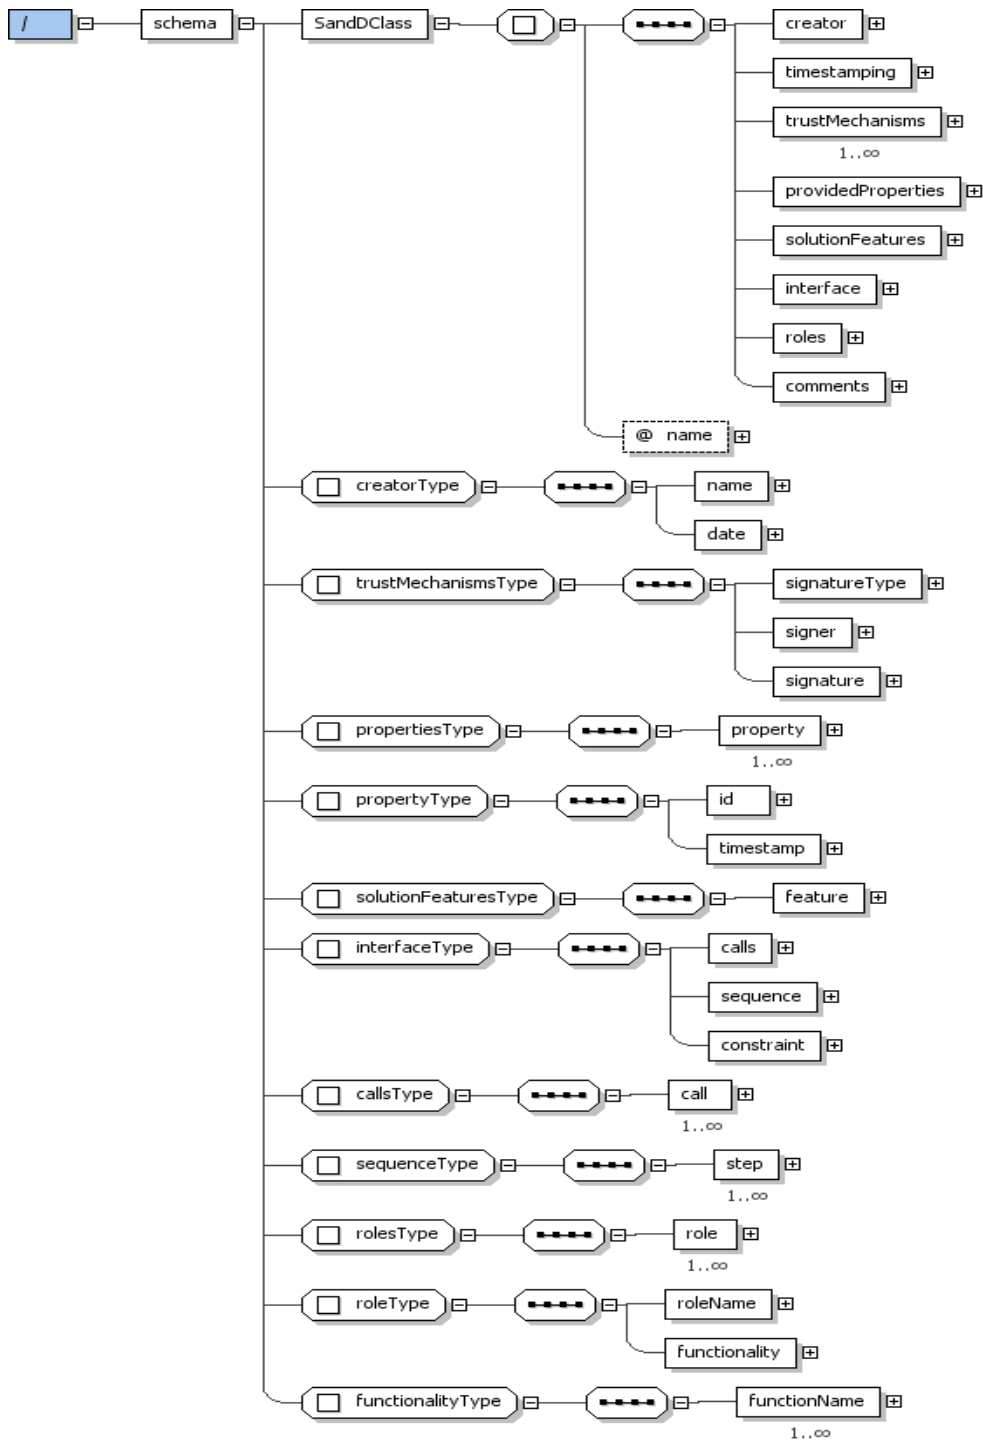 / schema SandDClass creator
timestamping
trustMechanisms
1..∞
providedProperties
solutionFeatures
interface
roles
comments
@ name
creatorType name
date
trustMechanismsType signatureType
signer
signature
propertiesType property
1..∞
propertyType id
timestamp
solutionFeaturesType feature
interfaceType calls
sequence
constraint
callsType call
1..∞
sequenceType step
1..∞
rolesType role
1..∞
roleType roleName
functionality
functionalityType functionName
1..∞